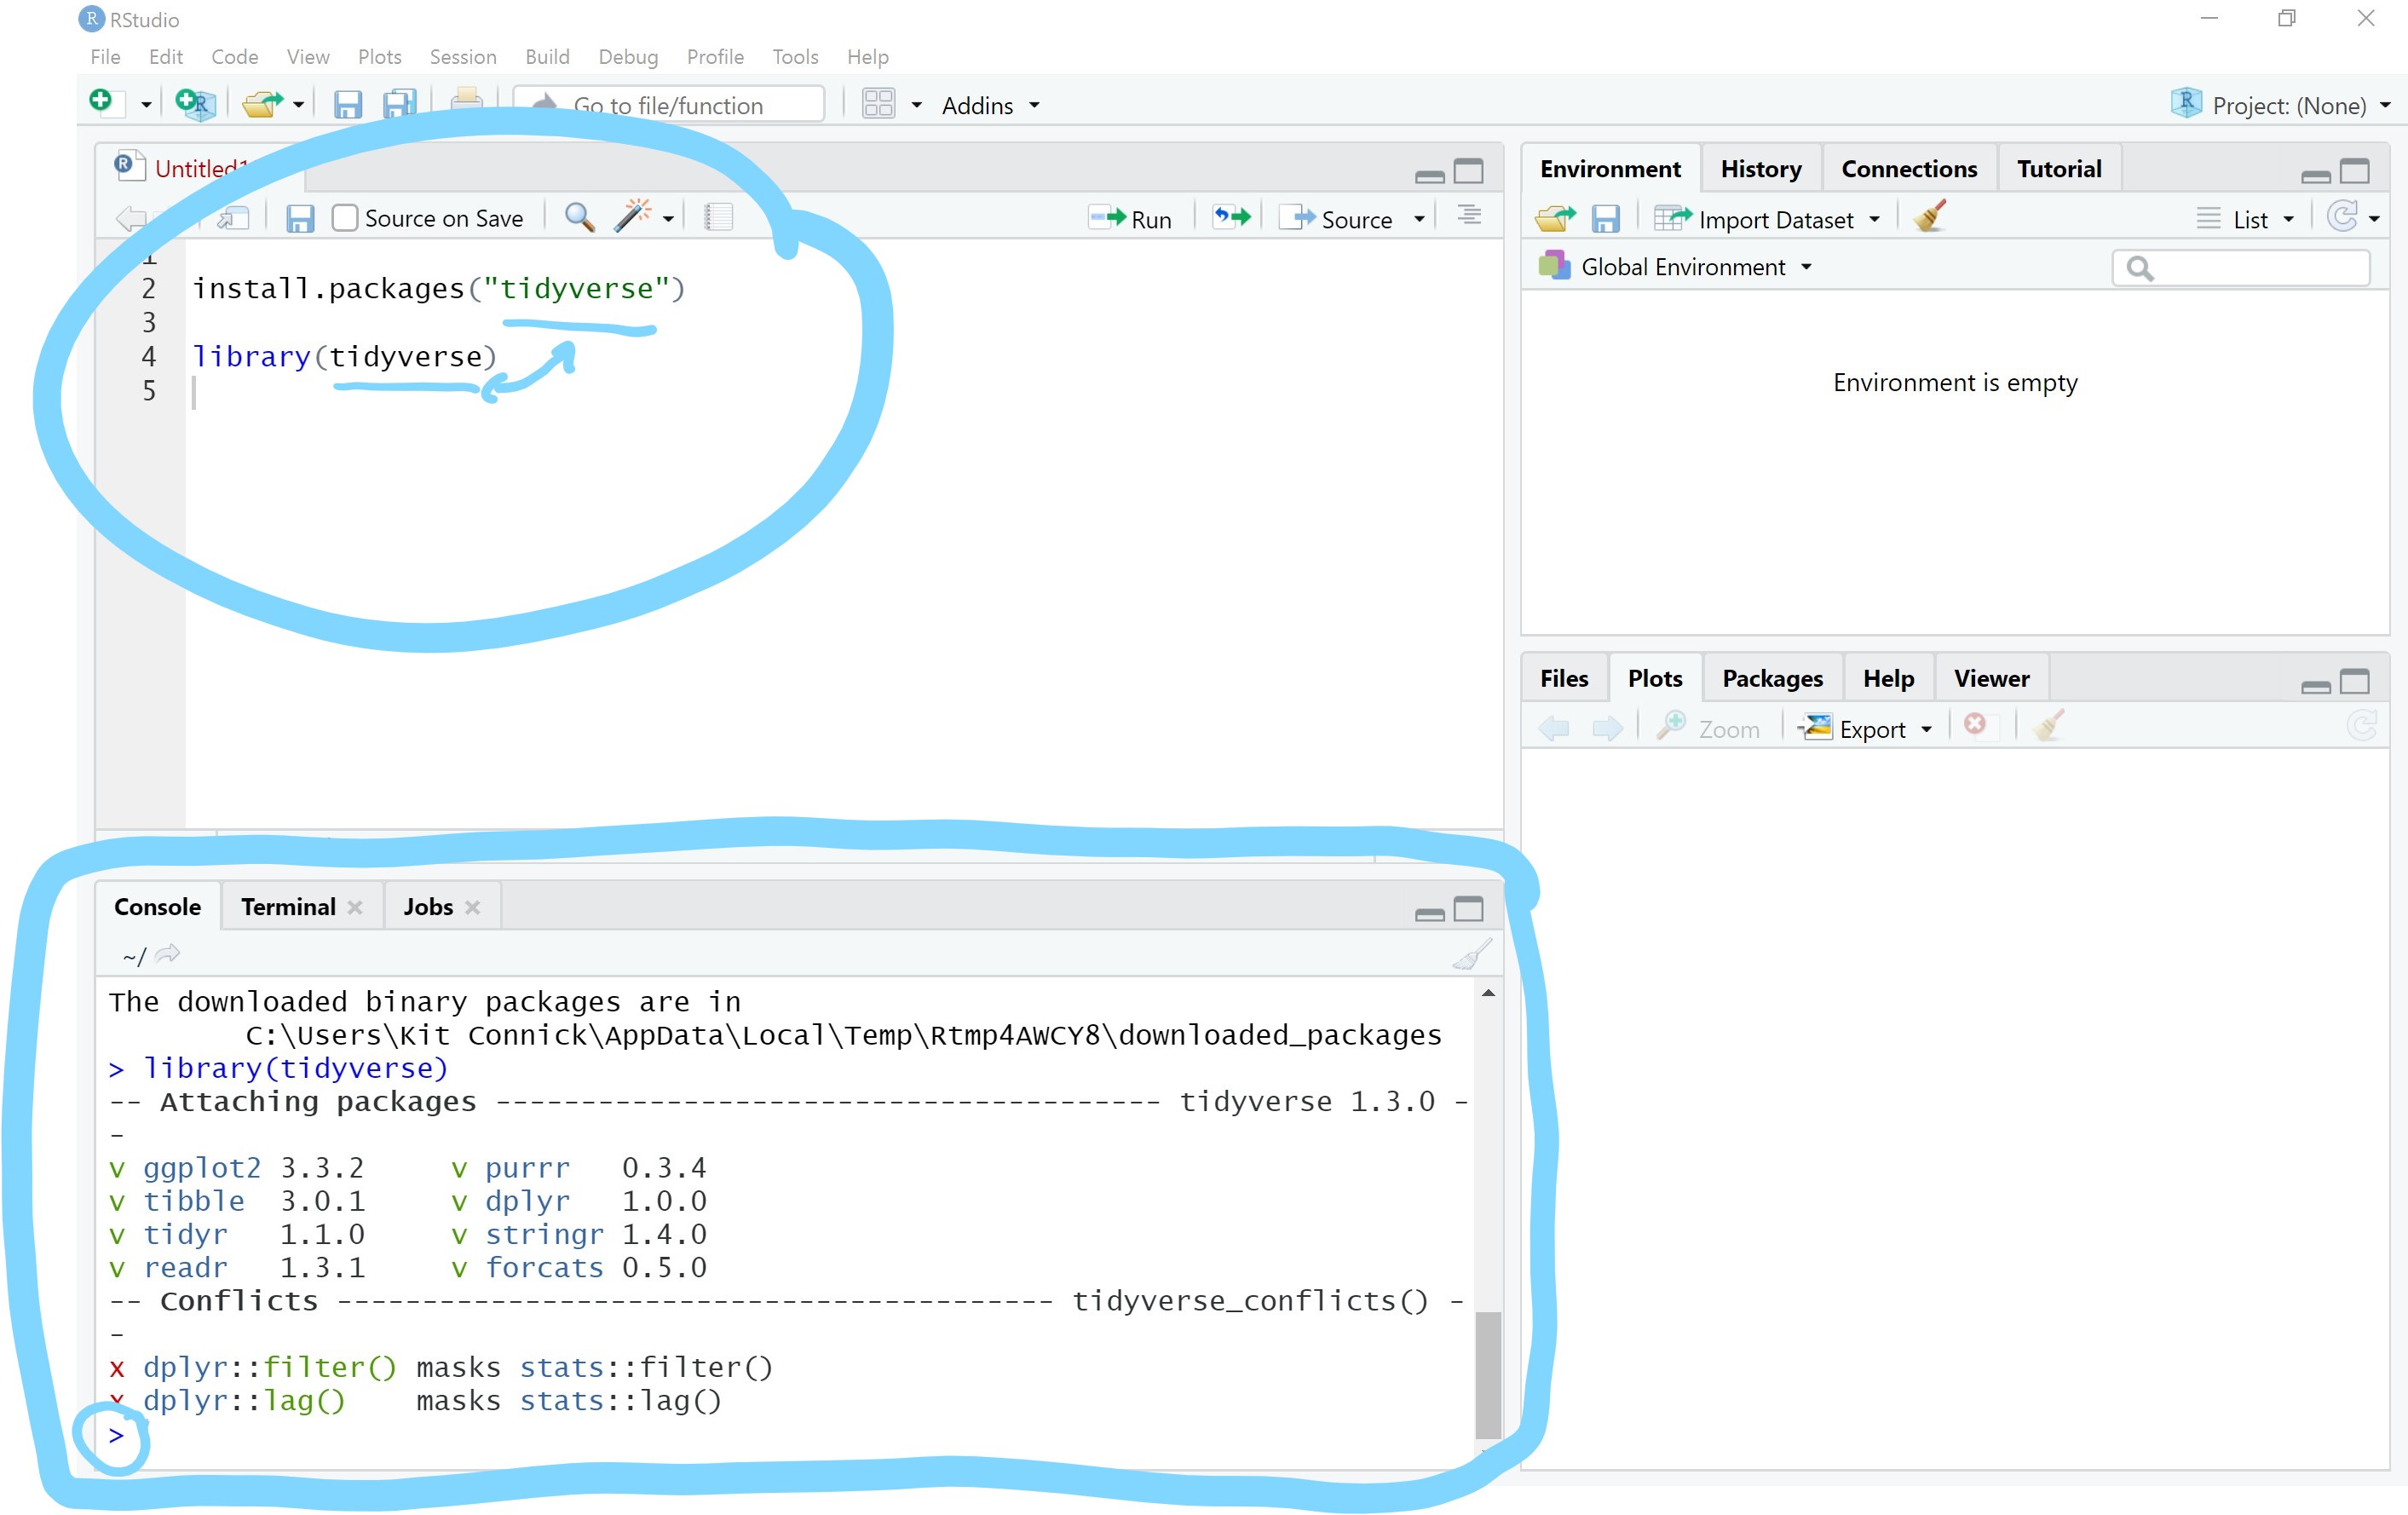 RStudio
File Edit Code View Plots Session Build Debug Profile Tools Help
Go to file/function Addins Project: (None)
Untitled1
Source on Save Run Source
1
2 install.packages("tidyverse")
3
4 library(tidyverse)
5
Environment History Connections Tutorial
Import Dataset List
Global Environment
Environment is empty
Files Plots Packages Help Viewer
Zoom Export
Console Terminal Jobs
~/
The downloaded binary packages are in
C:\Users\Kit Connick\AppData\Local\Temp\Rtmp4AWCY8\downloaded_packages
> library(tidyverse)
-- Attaching packages --------------------------------------- tidyverse 1.3.0 -
-
v ggplot2 3.3.2 v purrr 0.3.4
v tibble 3.0.1 v dplyr 1.0.0
v tidyr 1.1.0 v stringr 1.4.0
v readr 1.3.1 v forcats 0.5.0
-- Conflicts ------------------------------------------ tidyverse_conflicts() -
-
x dplyr::filter() masks stats::filter()
x dplyr::lag() masks stats::lag()
>